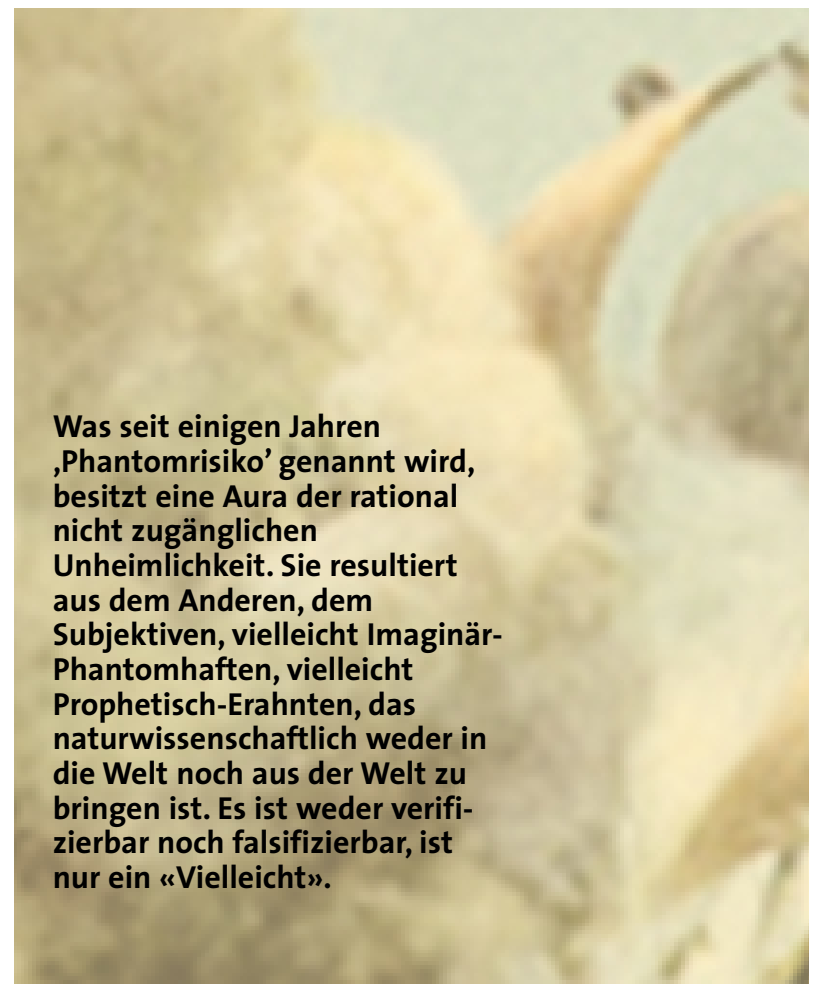 Was seit einigen Jahren
‚Phantomrisiko’ genannt wird,
besitzt eine Aura der rational
nicht zugänglichen
Unheimlichkeit. Sie resultiert
aus dem Anderen, dem
Subjektiven, vielleicht Imaginär-
Phantomhaften, vielleicht
Prophetisch-Erahnten, das
naturwissenschaftlich weder in
die Welt noch aus der Welt zu
bringen ist. Es ist weder verifi-
zierbar noch falsifizierbar, ist
nur ein «Vielleicht».